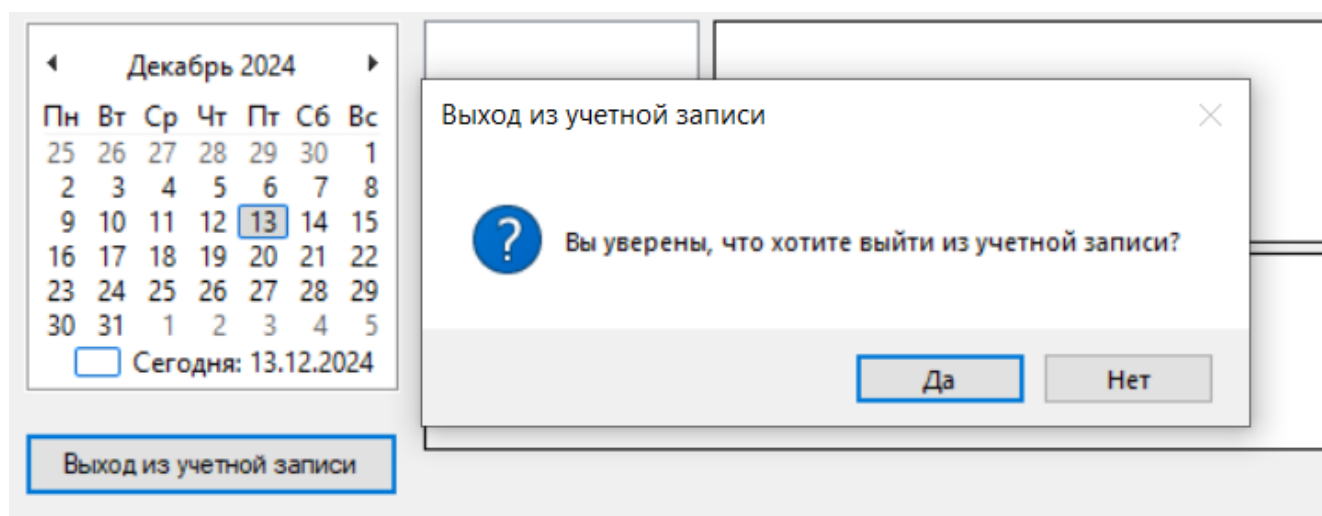 Декабрь 2024
Пн Вт Ср Чт Пт Сб Вс
25 26 27 28 29 30 1
2 3 4 5 6 7 8
9 10 11 12 13 14 15
16 17 18 19 20 21 22
23 24 25 26 27 28 29
30 31 1 2 3 4 5
Сегодня: 13.12.2024
Выход из учетной записи
Выход из учетной записи
Вы уверены, что хотите выйти из учетной записи?
Да Нет